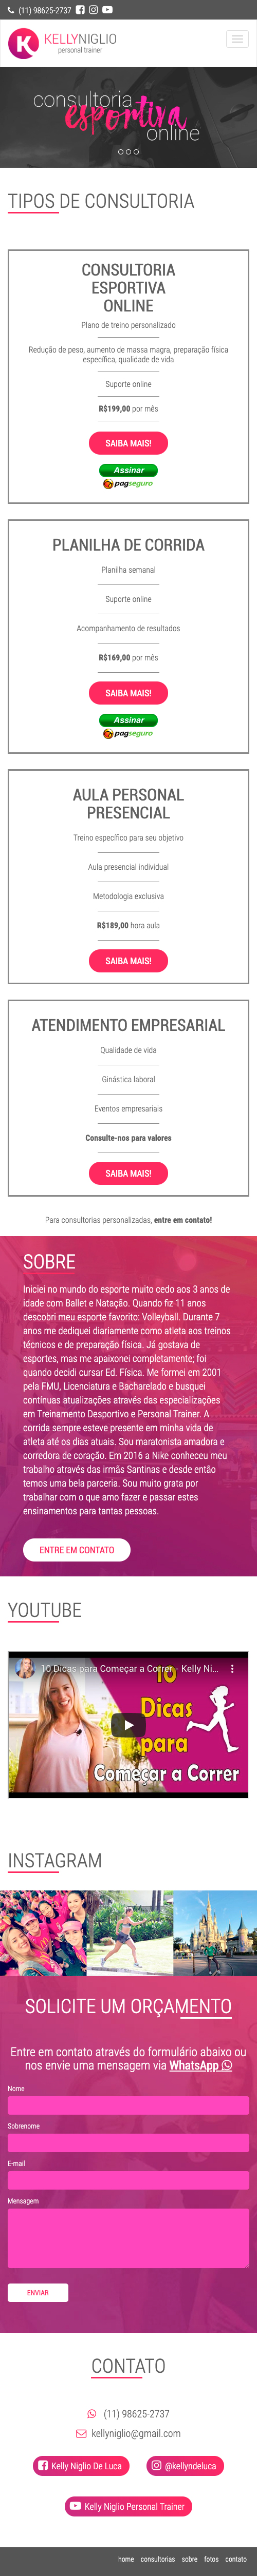 (11) 98625-2737
KELLYNIGLIO
personal trainer
consultoria
esportiva
online
TIPOS DE CONSULTORIA
CONSULTORIA
ESPORTIVA
ONLINE
Plano de treino personalizado
Redução de peso, aumento de massa magra, preparação física
específica, qualidade de vida
Suporte online
R$199,00 por mês
SAIBA MAIS!
Assinar
pagseguro
PLANILHA DE CORRIDA
Planilha semanal
Suporte online
Acompanhamento de resultados
R$169,00 por mês
SAIBA MAIS!
Assinar
pagseguro
AULA PERSONAL
PRESENCIAL
Treino específico para seu objetivo
Aula presencial individual
Metodologia exclusiva
R$189,00 hora aula
SAIBA MAIS!
ATENDIMENTO EMPRESARIAL
Qualidade de vida
Ginástica laboral
Eventos empresariais
Consulte-nos para valores
SAIBA MAIS!
Para consultorias personalizadas, entre em contato!
SOBRE
Iniciei no mundo do esporte muito cedo aos 3 anos de
idade com Ballet e Natação. Quando fiz 11 anos
descobri meu esporte favorito: Volleyball. Durante 7
anos me dediquei diariamente como atleta aos treinos
técnicos e de preparação física. Já gostava de
esportes, mas me apaixonei completamente; foi
quando decidi cursar Ed. Física. Me formei em 2001
pela FMU, Licenciatura e Bacharelado e busquei
contínuas atualizações através das especializações
em Treinamento Desportivo e Personal Trainer. A
corrida sempre esteve presente em minha vida de
atleta até os dias atuais. Sou maratonista amadora e
corredora de coração. Em 2016 a Nike conheceu meu
trabalho através das irmãs Santinas e desde então
temos uma bela parceria. Sou muito grata por
trabalhar com o que amo fazer e passar estes
ensinamentos para tantas pessoas.
ENTRE EM CONTATO
YOUTUBE
10 Dicas para Começar a Correr - Kelly Ni...
10
Dicas
para
Começar a Correr
INSTAGRAM
SOLICITE UM ORÇAMENTO
Entre em contato através do formulário abaixo ou
nos envie uma mensagem via WhatsApp
Nome
Sobrenome
E-mail
Mensagem
ENVIAR
CONTATO
(11) 98625-2737
kellyniglio@gmail.com
Kelly Niglio De Luca
@kellyndeluca
Kelly Niglio Personal Trainer
home consultorias sobre fotos contato